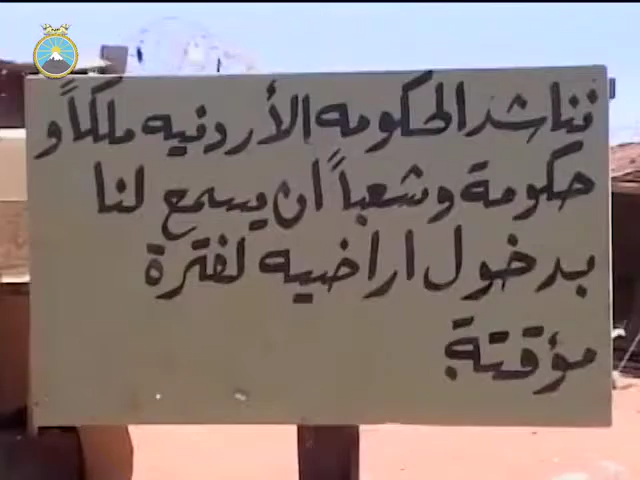 نناشد الحكومه الأردنيه ملكاً و
حكومة وشعباً ان يسمح لنا
بدخول اراضيه لفترة
مؤقتة